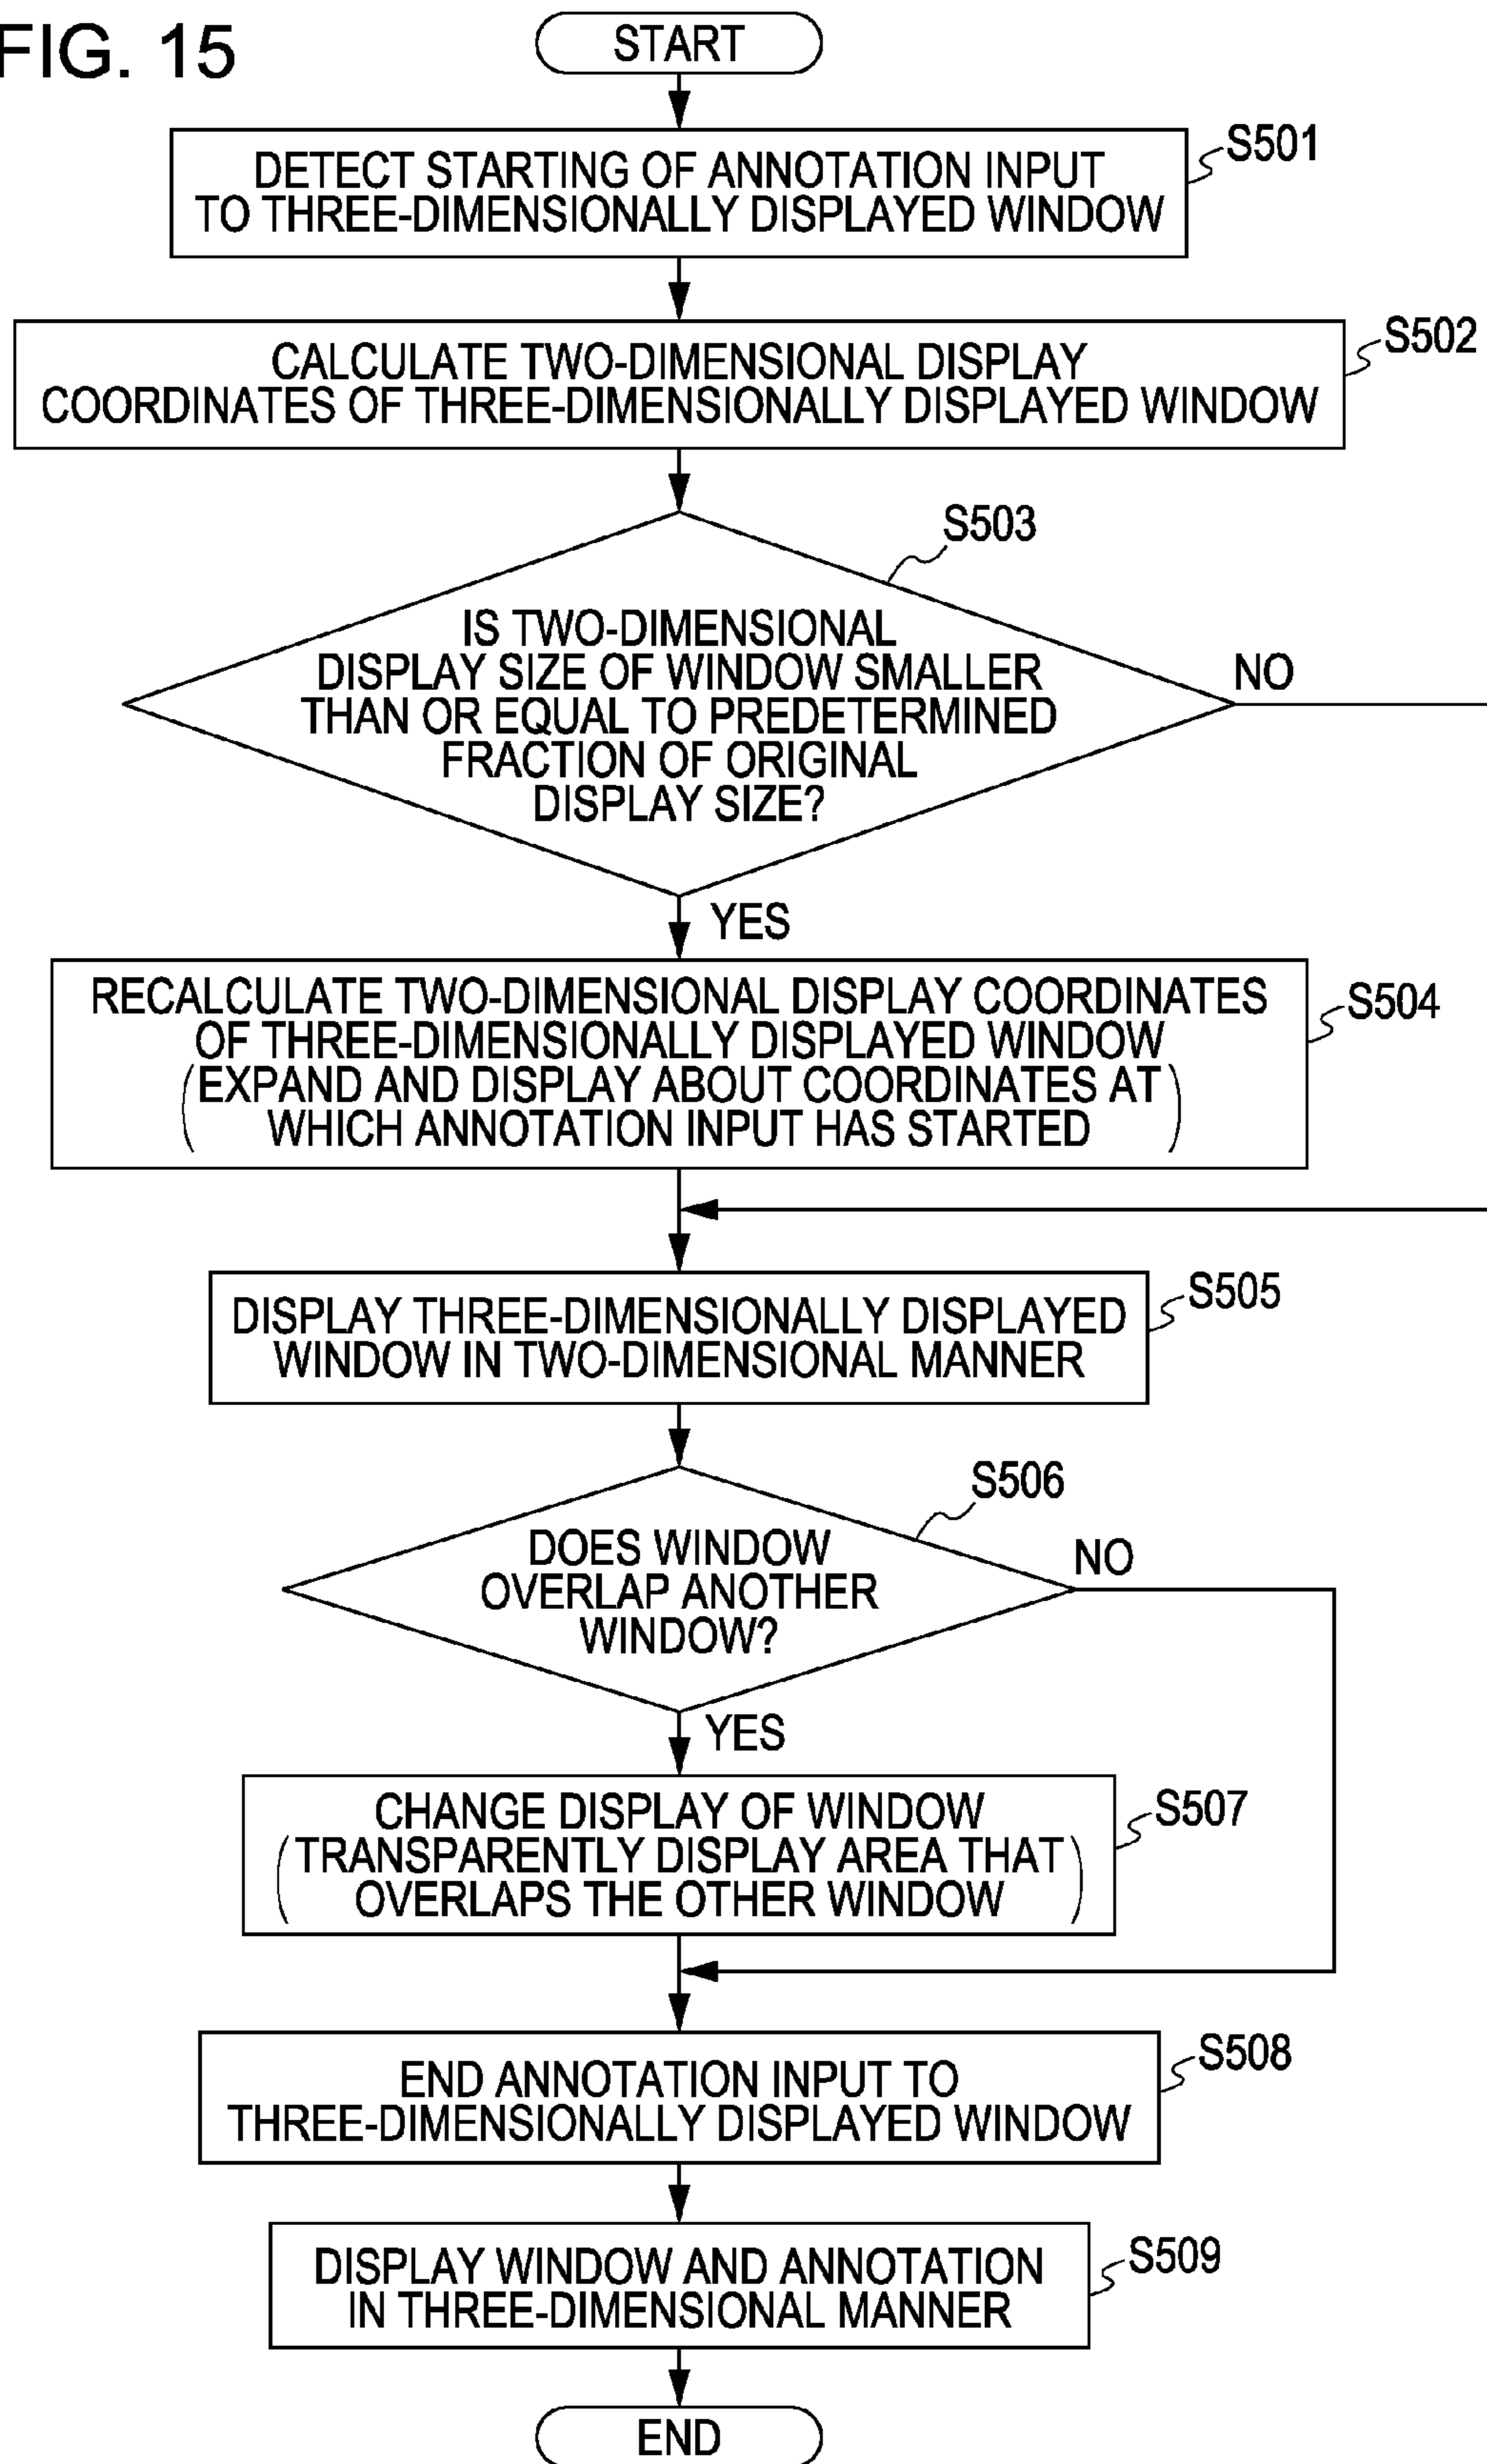 FIG. 15
START
S501
DETECT STARTING OF ANNOTATION INPUT
TO THREE-DIMENSIONALLY DISPLAYED WINDOW
S502
CALCULATE TWO-DIMENSIONAL DISPLAY
COORDINATES OF THREE-DIMENSIONALLY DISPLAYED WINDOW
S503
IS TWO-DIMENSIONAL
DISPLAY SIZE OF WINDOW SMALLER
THAN OR EQUAL TO PREDETERMINED
FRACTION OF ORIGINAL
DISPLAY SIZE?
NO
YES
S504
RECALCULATE TWO-DIMENSIONAL DISPLAY COORDINATES
OF THREE-DIMENSIONALLY DISPLAYED WINDOW
(EXPAND AND DISPLAY ABOUT COORDINATES AT
WHICH ANNOTATION INPUT HAS STARTED)
S505
DISPLAY THREE-DIMENSIONALLY DISPLAYED
WINDOW IN TWO-DIMENSIONAL MANNER
S506
DOES WINDOW
OVERLAP ANOTHER
WINDOW?
NO
YES
S507
CHANGE DISPLAY OF WINDOW
(TRANSPARENTLY DISPLAY AREA THAT
OVERLAPS THE OTHER WINDOW)
S508
END ANNOTATION INPUT TO
THREE-DIMENSIONALLY DISPLAYED WINDOW
S509
DISPLAY WINDOW AND ANNOTATION
IN THREE-DIMENSIONAL MANNER
END